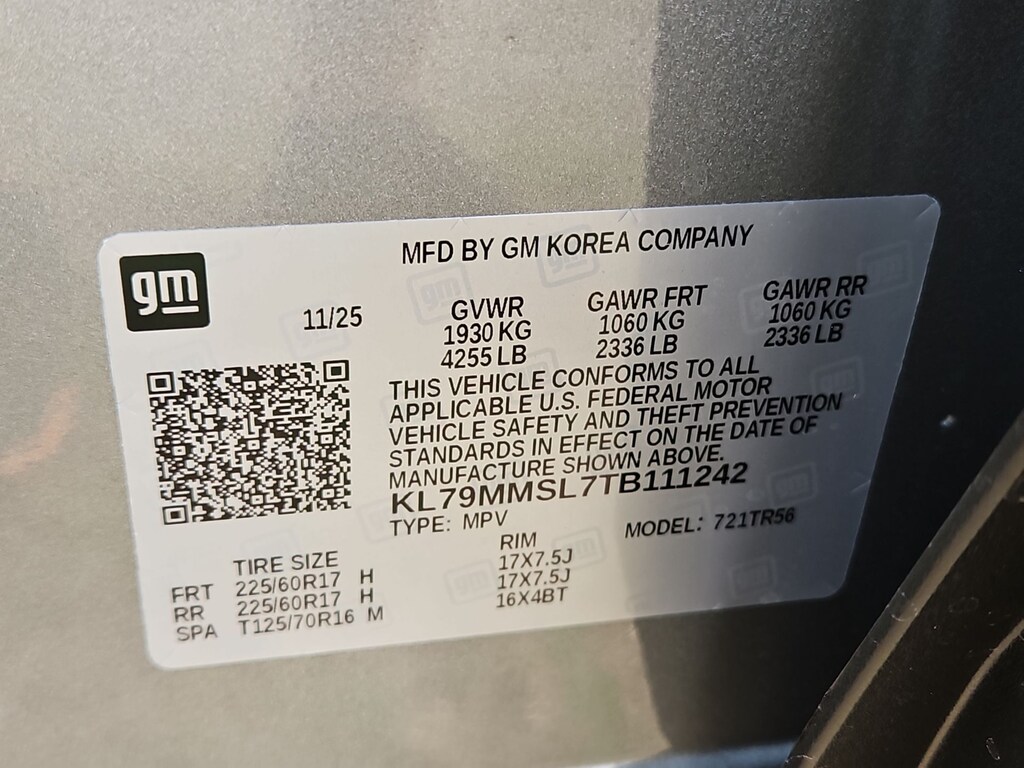 gm
MFD BY GM KOREA COMPANY
11/25
GVWR
1930 KG
4255 LB
GAWR FRT
1060 KG
2336 LB
GAWR RR
1060 KG
2336 LB
THIS VEHICLE CONFORMS TO ALL
APPLICABLE U.S. FEDERAL MOTOR
VEHICLE SAFETY AND THEFT PREVENTION
STANDARDS IN EFFECT ON THE DATE OF
MANUFACTURE SHOWN ABOVE.
KL79MMSL7TB111242
TYPE: MPV
MODEL: 721TR56
TIRE SIZE
RIM
FRT 225/60R17 H 17X7.5J
RR 225/60R17 H 17X7.5J
SPA T125/70R16 M 16X4BT